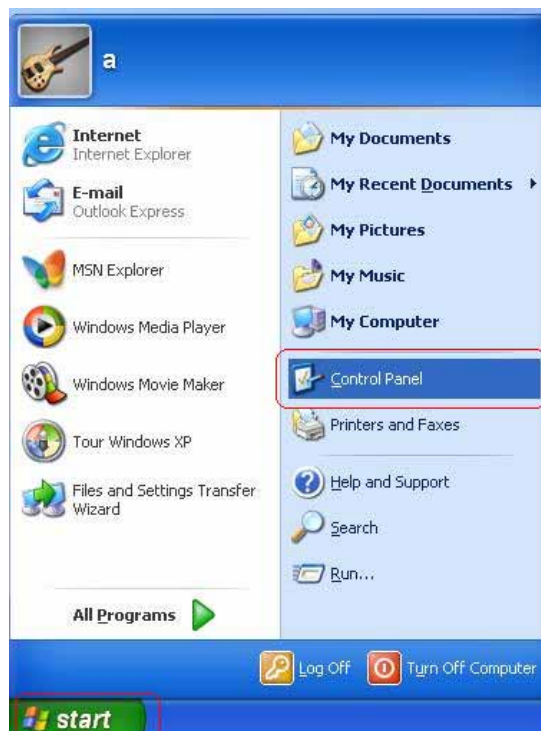 a
Internet
Internet Explorer
E-mail
Outlook Express
MSN Explorer
Windows Media Player
Windows Movie Maker
Tour Windows XP
Files and Settings Transfer
Wizard
All Programs
My Documents
My Recent Documents
My Pictures
My Music
My Computer
Control Panel
Printers and Faxes
Help and Support
Search
Run...
Log Off
Turn Off Computer
start